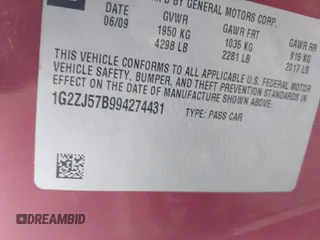 BY GENERAL MOTORS CORP.
DATE GVWR GAWR FRT GAWR RR
06/09 1950 KG 1035 KG 915 KG
4298 LB 2281 LB 2017 LB
THIS VEHICLE CONFORMS TO ALL APPLICABLE U.S. FEDERAL MOTOR
VEHICLE SAFETY, BUMPER, AND THEFT PREVENTION STANDARDS IN
EFFECT ON THE DATE OF MANUFACTURE SHOWN ABOVE.
1G2ZJ57B994274431
TYPE: PASS CAR
DREAMBID